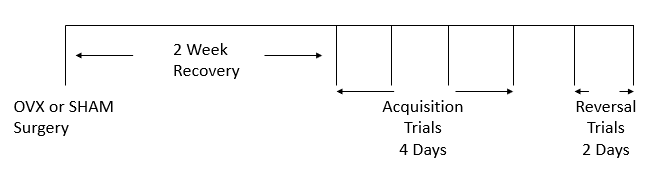 2 Week
Recovery
OVX or SHAM
Surgery
Acquisition
Trials
4 Days
Reversal
Trials
2 Days